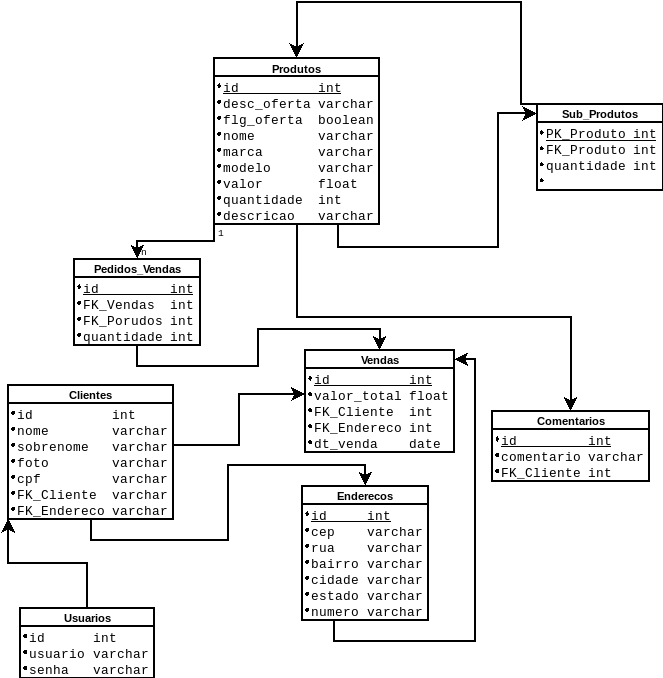 Produtos
id int
desc_oferta varchar
flg_oferta boolean
nome varchar
marca varchar
modelo varchar
valor float
quantidade int
descricao varchar
Sub_Produtos
PK_Produto int
FK_Produto int
quantidade int
1
n
Pedidos_Vendas
id int
FK_Vendas int
FK_Porudos int
quantidade int
Vendas
id int
valor_total float
FK_Cliente int
FK_Endereco int
dt_venda date
Clientes
id int
nome varchar
sobrenome varchar
foto varchar
cpf varchar
FK_Cliente varchar
FK_Endereco varchar
Comentarios
id int
comentario varchar
FK_Cliente int
Enderecos
id int
cep varchar
rua varchar
bairro varchar
cidade varchar
estado varchar
numero varchar
Usuarios
id int
usuario varchar
senha varchar